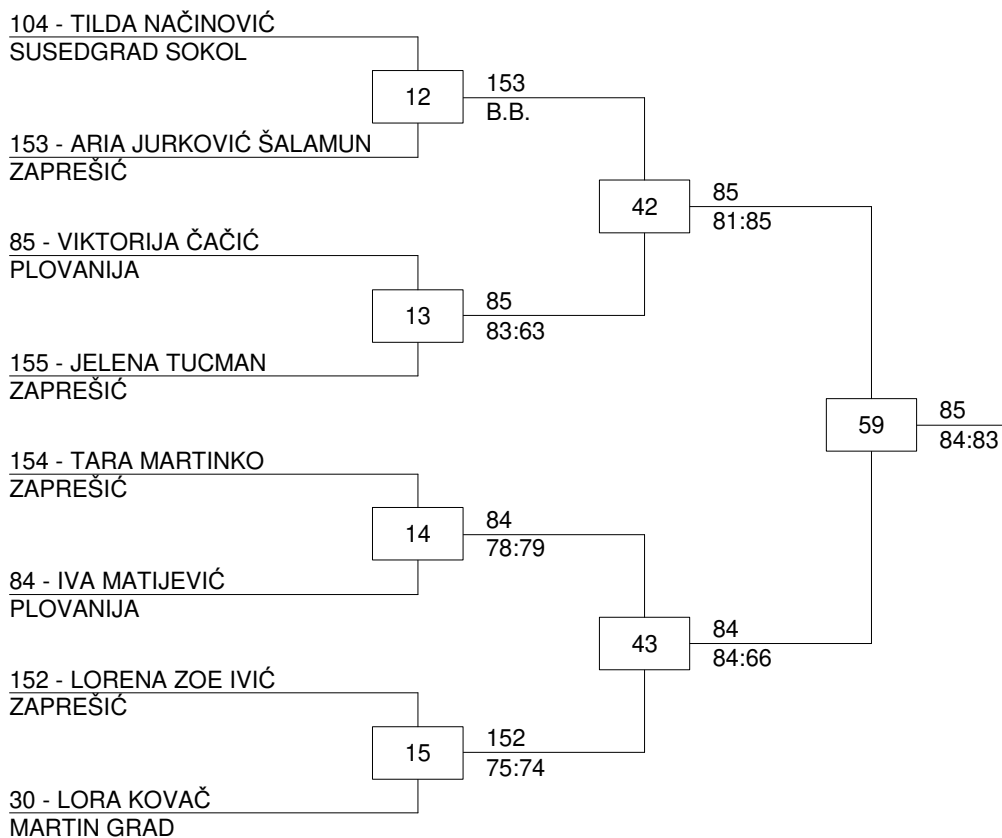 104 - TILDA NAČINOVIĆ
SUSEDGRAD SOKOL
12
153
B.B.
153 - ARIA JURKOVIĆ ŠALAMUN
ZAPREŠIĆ
42
85
81:85
85 - VIKTORIJA ČAČIĆ
PLOVANIJA
13
85
83:63
155 - JELENA TUCMAN
ZAPREŠIĆ
59
85
84:83
154 - TARA MARTINKO
ZAPREŠIĆ
14
84
78:79
84 - IVA MATIJEVIĆ
PLOVANIJA
43
84
84:66
152 - LORENA ZOE IVIĆ
ZAPREŠIĆ
15
152
75:74
30 - LORA KOVAČ
MARTIN GRAD